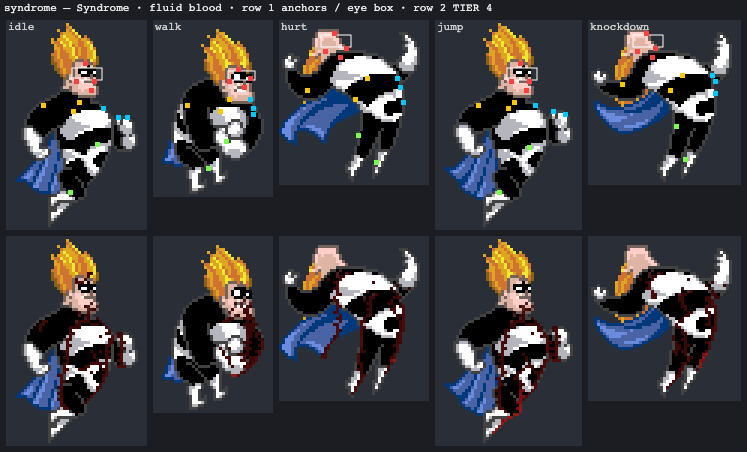 syndrome — Syndrome · fluid blood · row 1 anchors / eye box · row 2 TIER 4
idle
walk
hurt
jump
knockdown